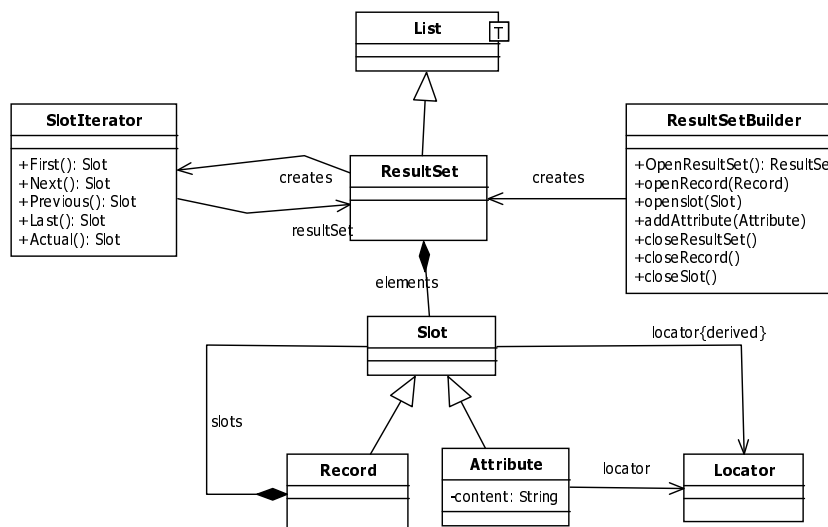 List
T
SlotIterator
+First(): Slot
+Next(): Slot
+Previous(): Slot
+Last(): Slot
+Actual(): Slot
creates
resultSet
ResultSet
creates
ResultSetBuilder
+OpenResultSet(): ResultSe
+openRecord(Record)
+openslot(Slot)
+addAttribute(Attribute)
+closeResultSet()
+closeRecord()
+closeSlot()
elements
Slot
locator{derived}
slots
Record
Attribute
-content: String
locator
Locator